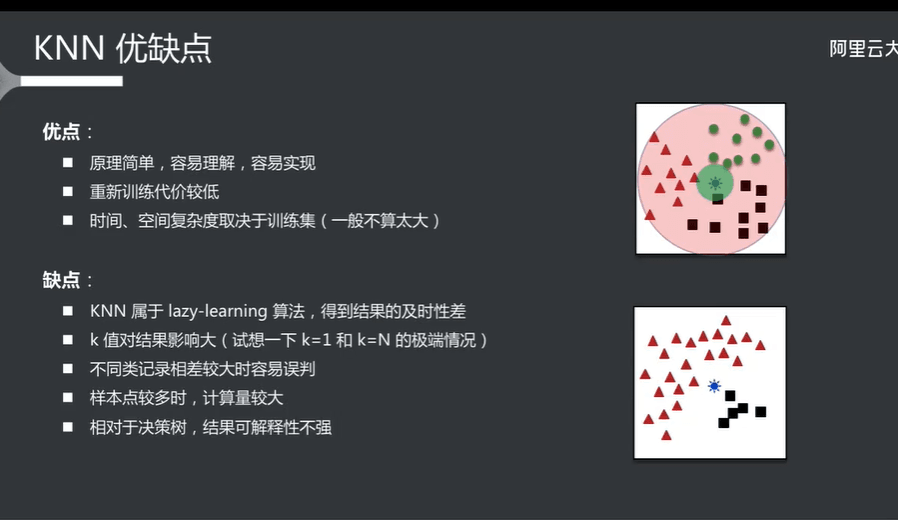 KNN 优缺点
阿里云大
优点：
原理简单，容易理解，容易实现
重新训练代价较低
时间、空间复杂度取决于训练集（一般不算太大）
缺点：
KNN 属于 lazy-learning 算法，得到结果的及时性差
k 值对结果影响大（试想一下 k=1 和 k=N 的极端情况）
不同类记录相差较大时容易误判
样本点较多时，计算量较大
相对于决策树，结果可解释性不强